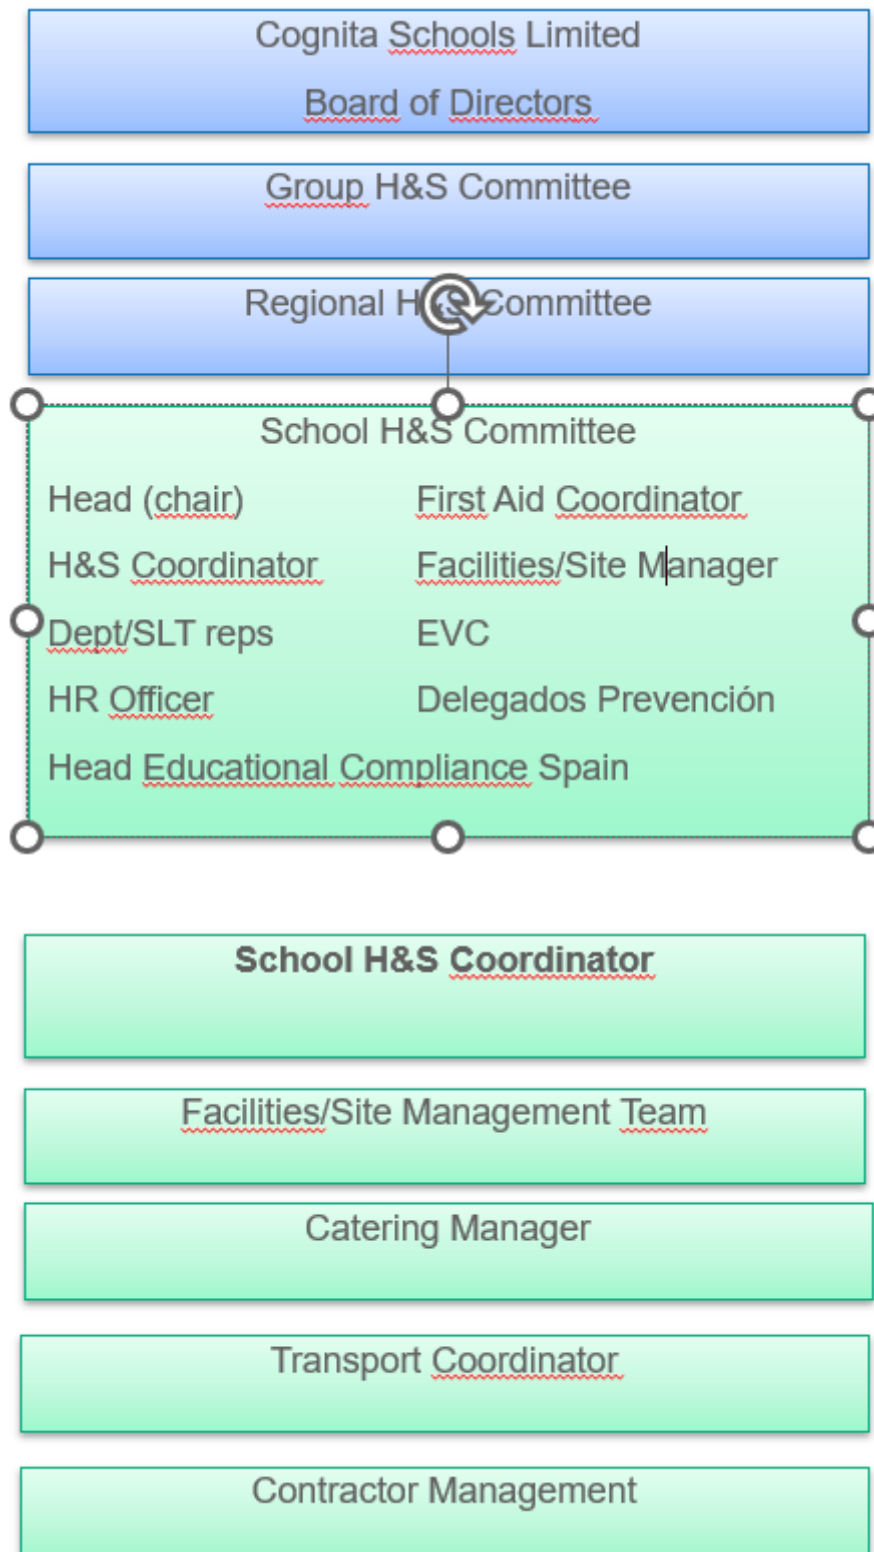 Cognita Schools Limited
Board of Directors
Group H&S Committee
Regional H&S Committee
School H&S Committee
Head (chair) First Aid Coordinator
H&S Coordinator Facilities/Site Manager
Dept/SLT reps EVC
HR Officer Delegados Prevención
Head Educational Compliance Spain
School H&S Coordinator
Facilities/Site Management Team
Catering Manager
Transport Coordinator
Contractor Management